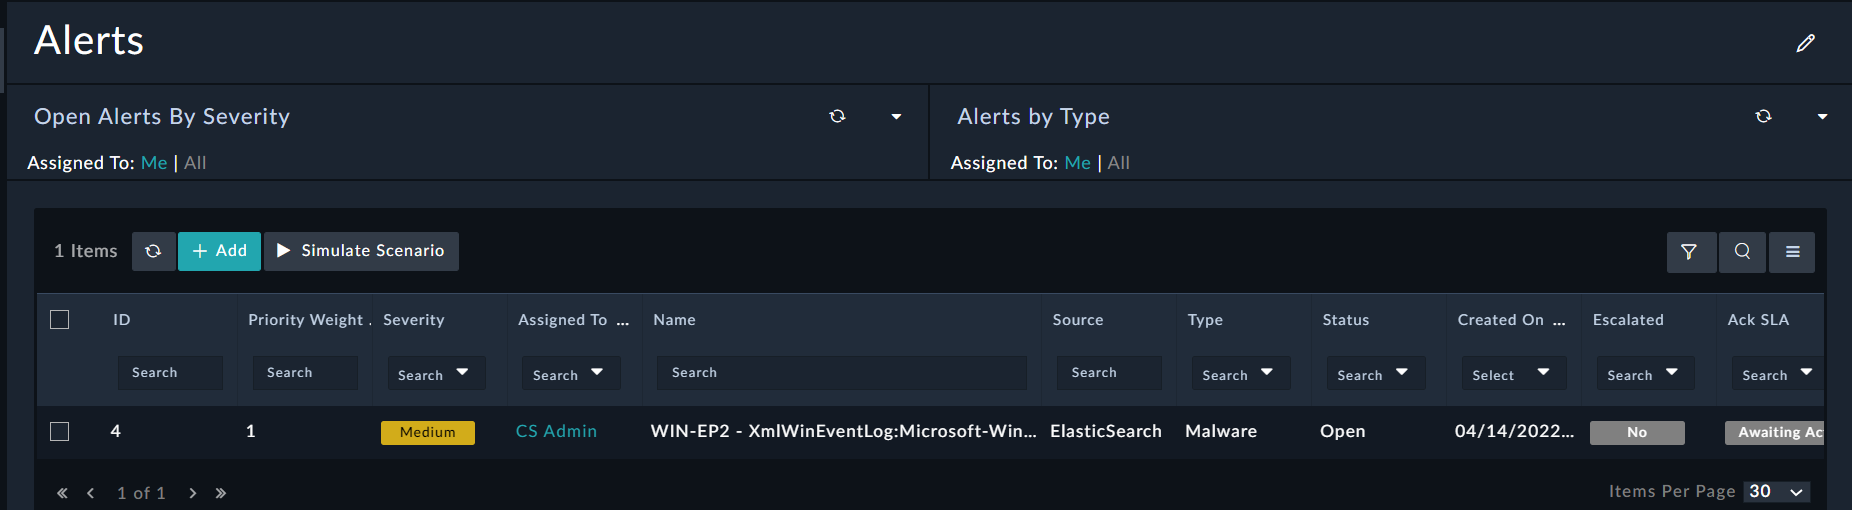 Alerts
Open Alerts By Severity
Assigned To: Me | All
Alerts by Type
Assigned To: Me | All
1 Items + Add Simulate Scenario
ID Priority Weight . Severity Assigned To ... Name Source Type Status Created On ... Escalated Ack SLA
Search Search Search Search Search Search Search Search Select Search Search
4 1 Medium CS Admin WIN-EP2 - XmlWinEventLog:Microsoft-Win... ElasticSearch Malware Open 04/14/2022... No Awaiting Ac
« ‹ 1 of 1 › » Items Per Page 30